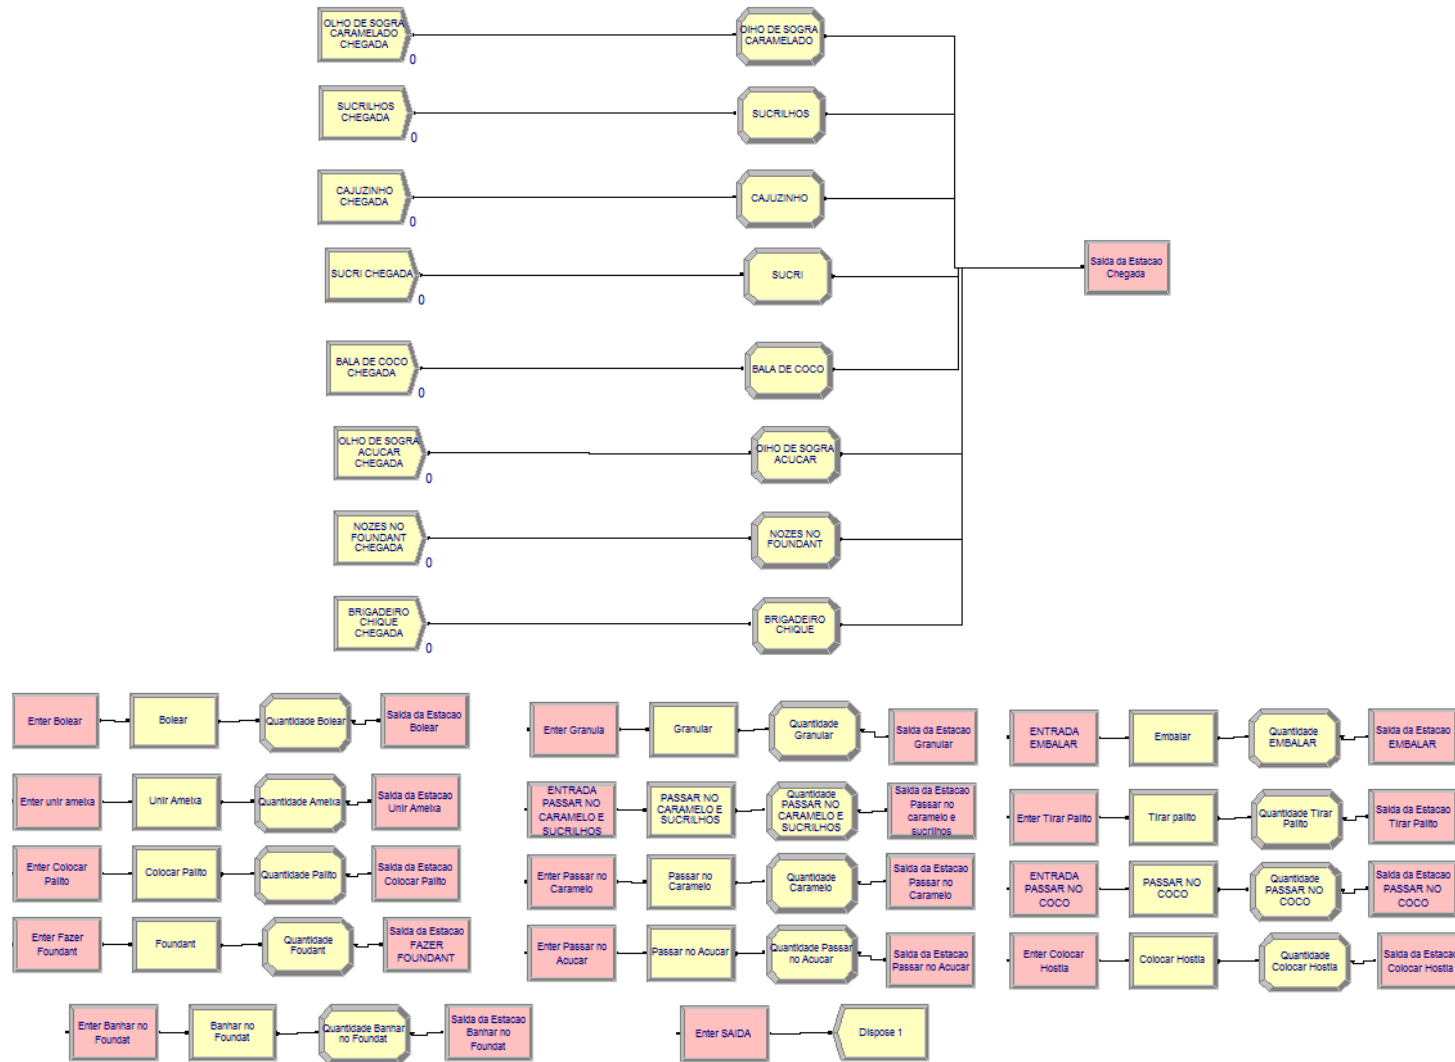 OLHO DE SOGRA
CARAMELADO
CHEGADA
0
OlHO DE SOGRA
CARAMELADO
SUCRILHOS
CHEGADA
0
SUCRILHOS
CAJUZINHO
CHEGADA
0
CAJUZINHO
SUCRI CHEGADA
0
SUCRI
Saida da Estacao
Chegada
BALA DE COCO
CHEGADA
0
BALA DE COCO
OLHO DE SOGRA
ACUCAR
CHEGADA
0
OlHO DE SOGRA
ACUCAR
NOZES NO
FOUNDANT
CHEGADA
0
NOZES NO
FOUNDANT
BRIGADEIRO
CHIQUE
CHEGADA
0
BRIGADEIRO
CHIQUE
Enter Bolear
Bolear
Quantidade Bolear
Saida da Estacao
Bolear
Enter Granula
Granular
Quantidade
Granular
Saida da Estacao
Granular
ENTRADA
EMBALAR
Embalar
Quantidade
EMBALAR
Saida da Estacao
EMBALAR
Enter unir ameixa
Unir Ameixa
Quantidade Ameixa
Saida da Estacao
Unir Ameixa
ENTRADA
PASSAR NO
CARAMELO E
SUCRILHOS
PASSAR NO
CARAMELO E
SUCRILHOS
Quantidade
PASSAR NO
CARAMELO E
SUCRILHOS
Saida da Estacao
Passar no
caramelo e
sucrilhos
Enter Tirar Palito
Tirar palito
Quantidade Tirar
Palito
Saida da Estacao
Tirar Palito
Enter Colocar
Palito
Colocar Palito
Quantidade Palito
Saida da Estacao
Colocar Palito
Enter Passar no
Caramelo
Passar no
Caramelo
Quantidade
Caramelo
Saida da Estacao
Passar no
Caramelo
ENTRADA
PASSAR NO
COCO
PASSAR NO
COCO
Quantidade
PASSAR NO
COCO
Saida da Estacao
PASSAR NO
COCO
Enter Fazer
Foundant
Foundant
Quantidade
Foudant
Saida da Estacao
FAZER
FOUNDANT
Enter Passar no
Acucar
Passar no Acucar
Quantidade Passar
no Acucar
Saida da Estacao
Passar no Acucar
Enter Colocar
Hostia
Colocar Hostia
Quantidade
Colocar Hostia
Saida da Estacao
Colocar Hostia
Enter Banhar no
Foundat
Banhar no
Foundat
Quantidade Banhar
no Foundat
Saida da Estacao
Banhar no
Foundat
Enter SAIDA
Dispose 1